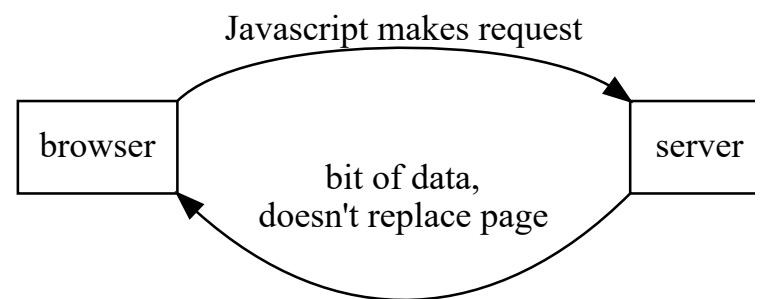 Javascript makes request
browser
server
bit of data,
doesn't replace page